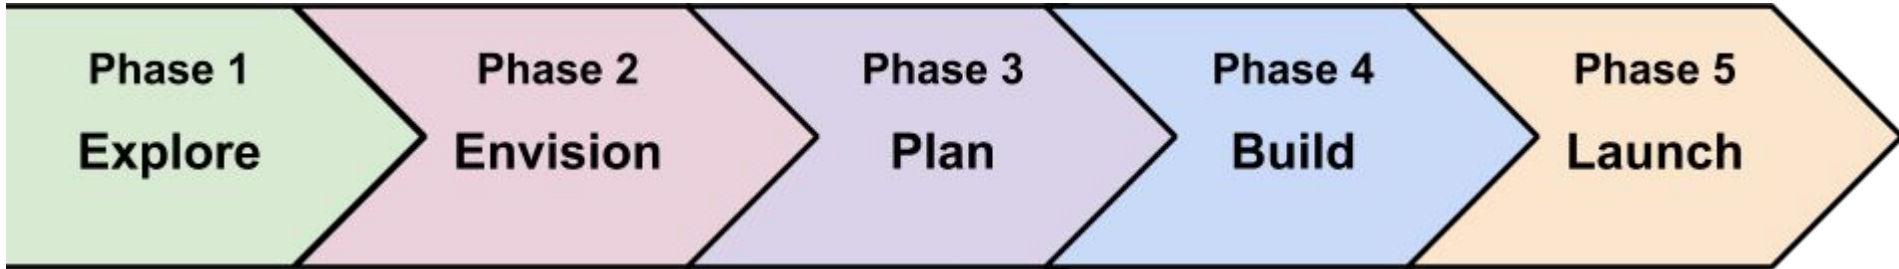 Phase 1
Explore
Phase 2
Envision
Phase 3
Plan
Phase 4
Build
Phase 5
Launch